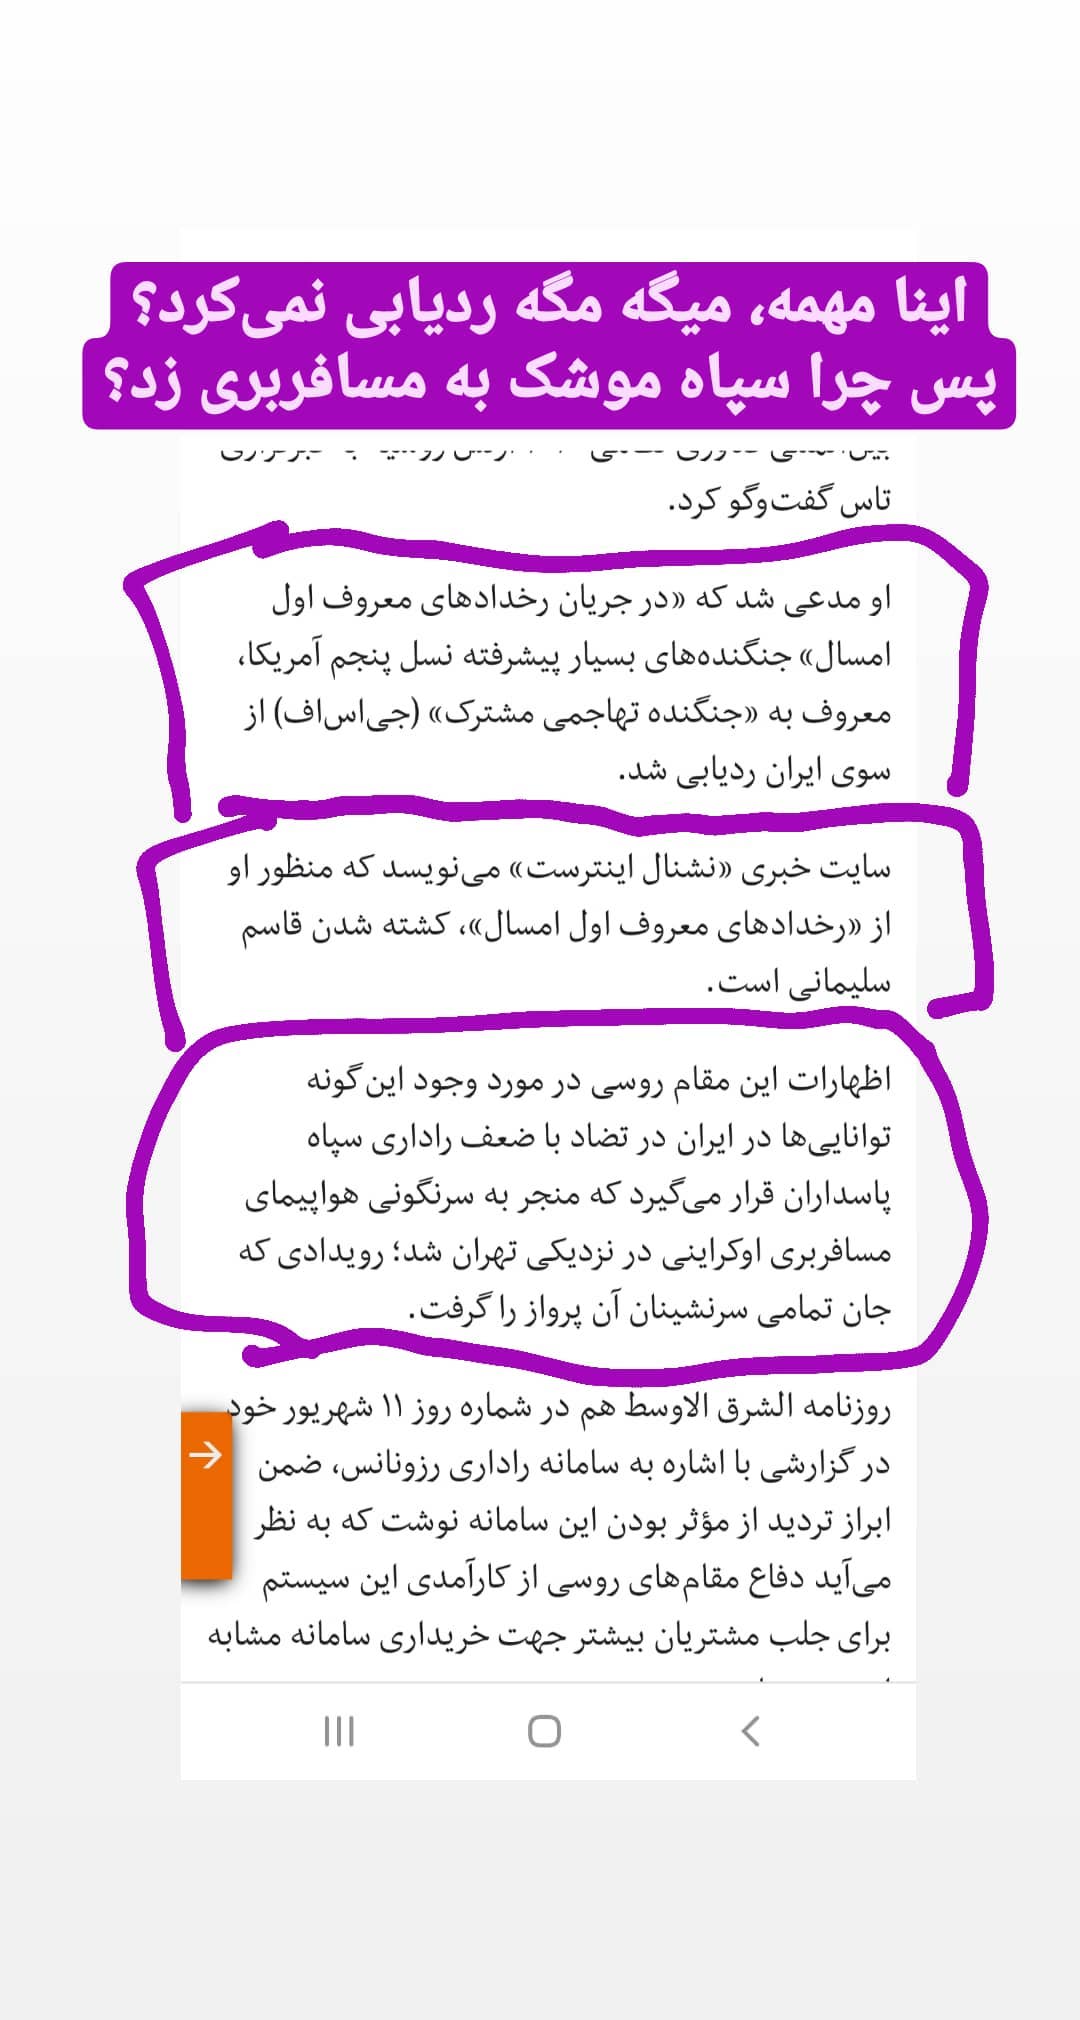 اینا مهمه، میگه مگه ردیابی نمی‌کرد؟
پس چرا سپاه موشک به مسافربری زد؟
تاس گفت‌وگو کرد.
او مدعی شد که «در جریان رخدادهای معروف اول
امسال» جنگنده‌های بسیار پیشرفته نسل پنجم آمریکا،
معروف به «جنگنده تهاجمی مشترک» (جی‌اس‌اف) از
سوی ایران ردیابی شد.
سایت خبری «نشنال اینترست» می‌نویسد که منظور او
از «رخدادهای معروف اول امسال»، کشته شدن قاسم
سلیمانی است.
اظهارات این مقام روسی در مورد وجود این‌گونه
توانایی‌ها در ایران در تضاد با ضعف راداری سپاه
پاسداران قرار می‌گیرد که منجر به سرنگونی هواپیمای
مسافربری اوکراینی در نزدیکی تهران شد؛ رویدادی که
جان تمامی سرنشینان آن پرواز را گرفت.
روزنامه الشرق الاوسط هم در شماره روز ۱۱ شهریور خود
در گزارشی با اشاره به سامانه راداری رزونانس، ضمن
ابراز تردید از مؤثر بودن این سامانه نوشت که به نظر
می‌آید دفاع مقام‌های روسی از کارآمدی این سیستم
برای جلب مشتریان بیشتر جهت خریداری سامانه مشابه